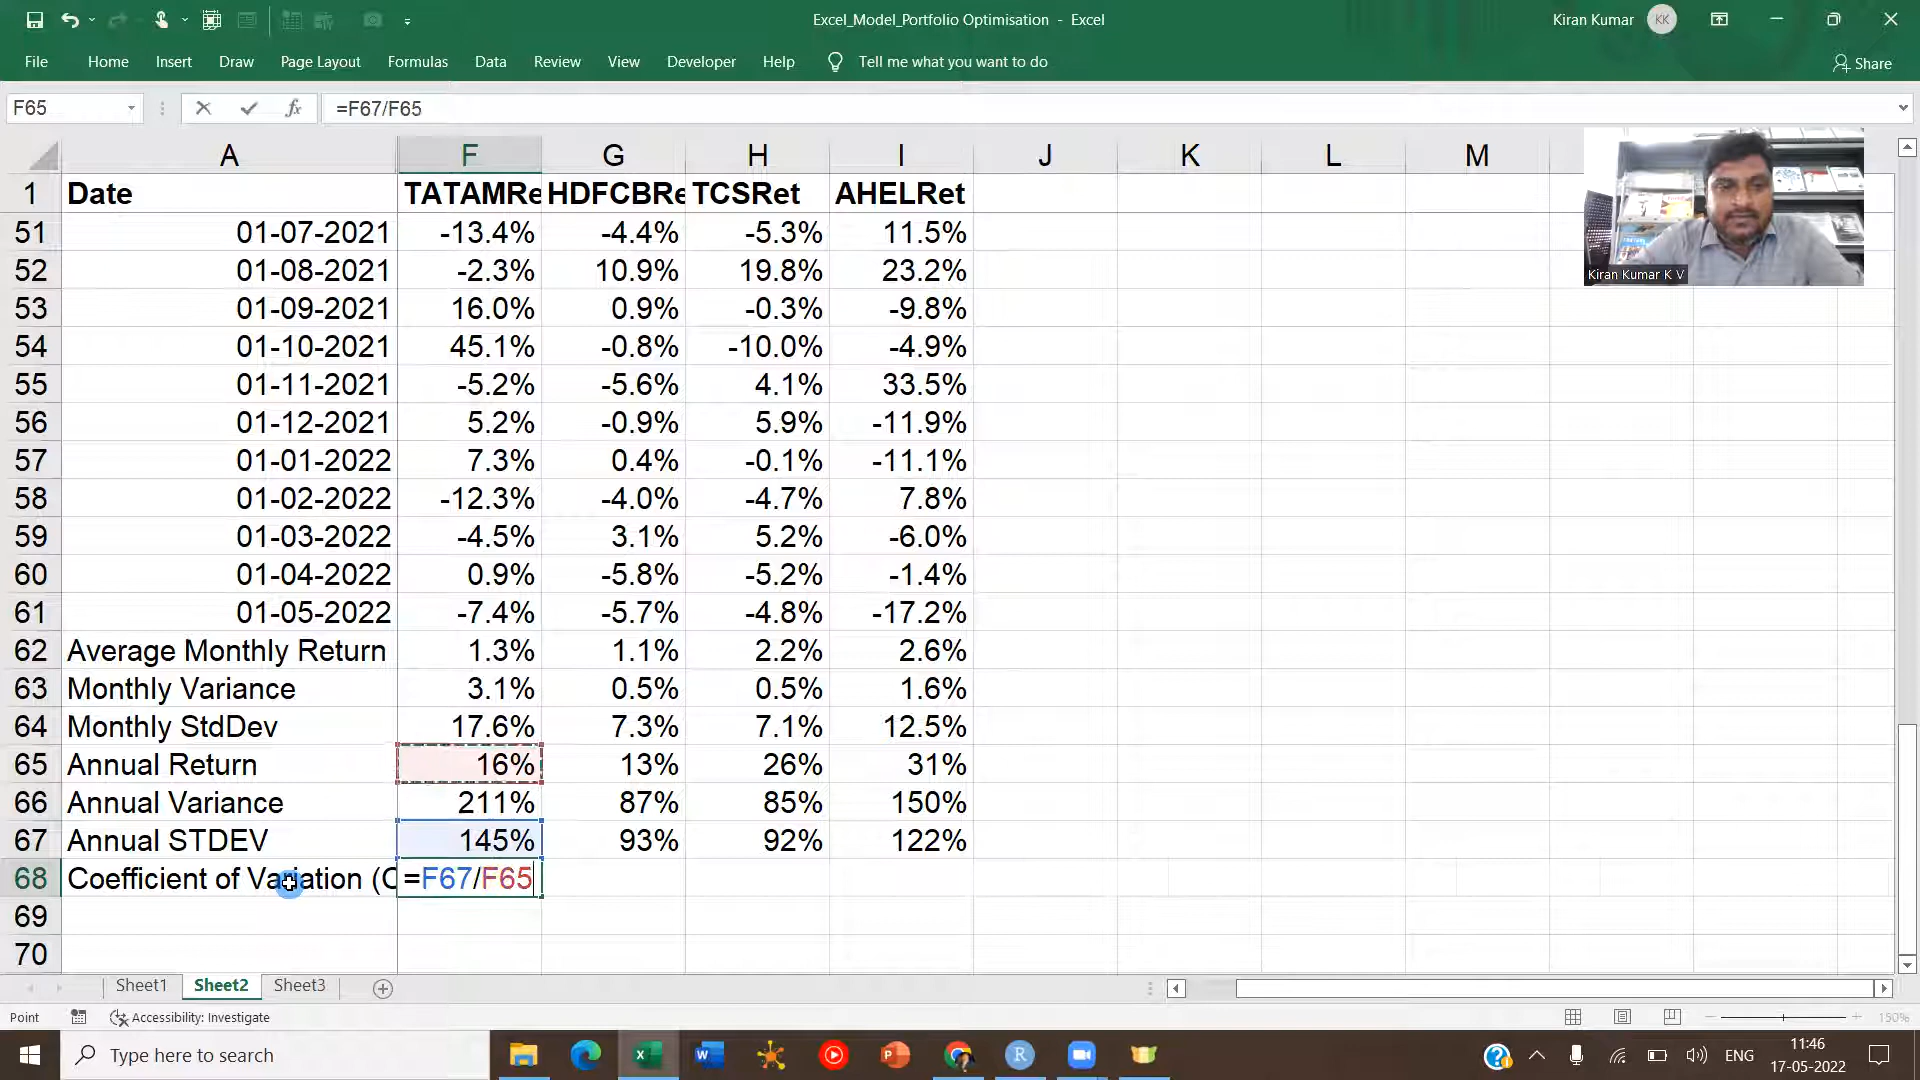 Excel_Model_Portfolio Optimisation - Excel
Kiran Kumar
KK
File Home Insert Draw Page Layout Formulas Data Review View Developer Help Tell me what you want to do
Share
F65 fx =F67/F65
A F G H I J K L M
1 Date TATAMRe HDFCBRe TCSRet AHELRet
51 01-07-2021 -13.4% -4.4% -5.3% 11.5%
52 01-08-2021 -2.3% 10.9% 19.8% 23.2%
53 01-09-2021 16.0% 0.9% -0.3% -9.8%
54 01-10-2021 45.1% -0.8% -10.0% -4.9%
55 01-11-2021 -5.2% -5.6% 4.1% 33.5%
56 01-12-2021 5.2% -0.9% 5.9% -11.9%
57 01-01-2022 7.3% 0.4% -0.1% -11.1%
58 01-02-2022 -12.3% -4.0% -4.7% 7.8%
59 01-03-2022 -4.5% 3.1% 5.2% -6.0%
60 01-04-2022 0.9% -5.8% -5.2% -1.4%
61 01-05-2022 -7.4% -5.7% -4.8% -17.2%
62 Average Monthly Return 1.3% 1.1% 2.2% 2.6%
63 Monthly Variance 3.1% 0.5% 0.5% 1.6%
64 Monthly StdDev 17.6% 7.3% 7.1% 12.5%
65 Annual Return 16% 13% 26% 31%
66 Annual Variance 211% 87% 85% 150%
67 Annual STDEV 145% 93% 92% 122%
68 Coefficient of Variation (C =F67/F65
69
70
Kiran Kumar K V
Sheet1 Sheet2 Sheet3
Point Accessibility: Investigate 150%
Type here to search
ENG
11:46
17-05-2022